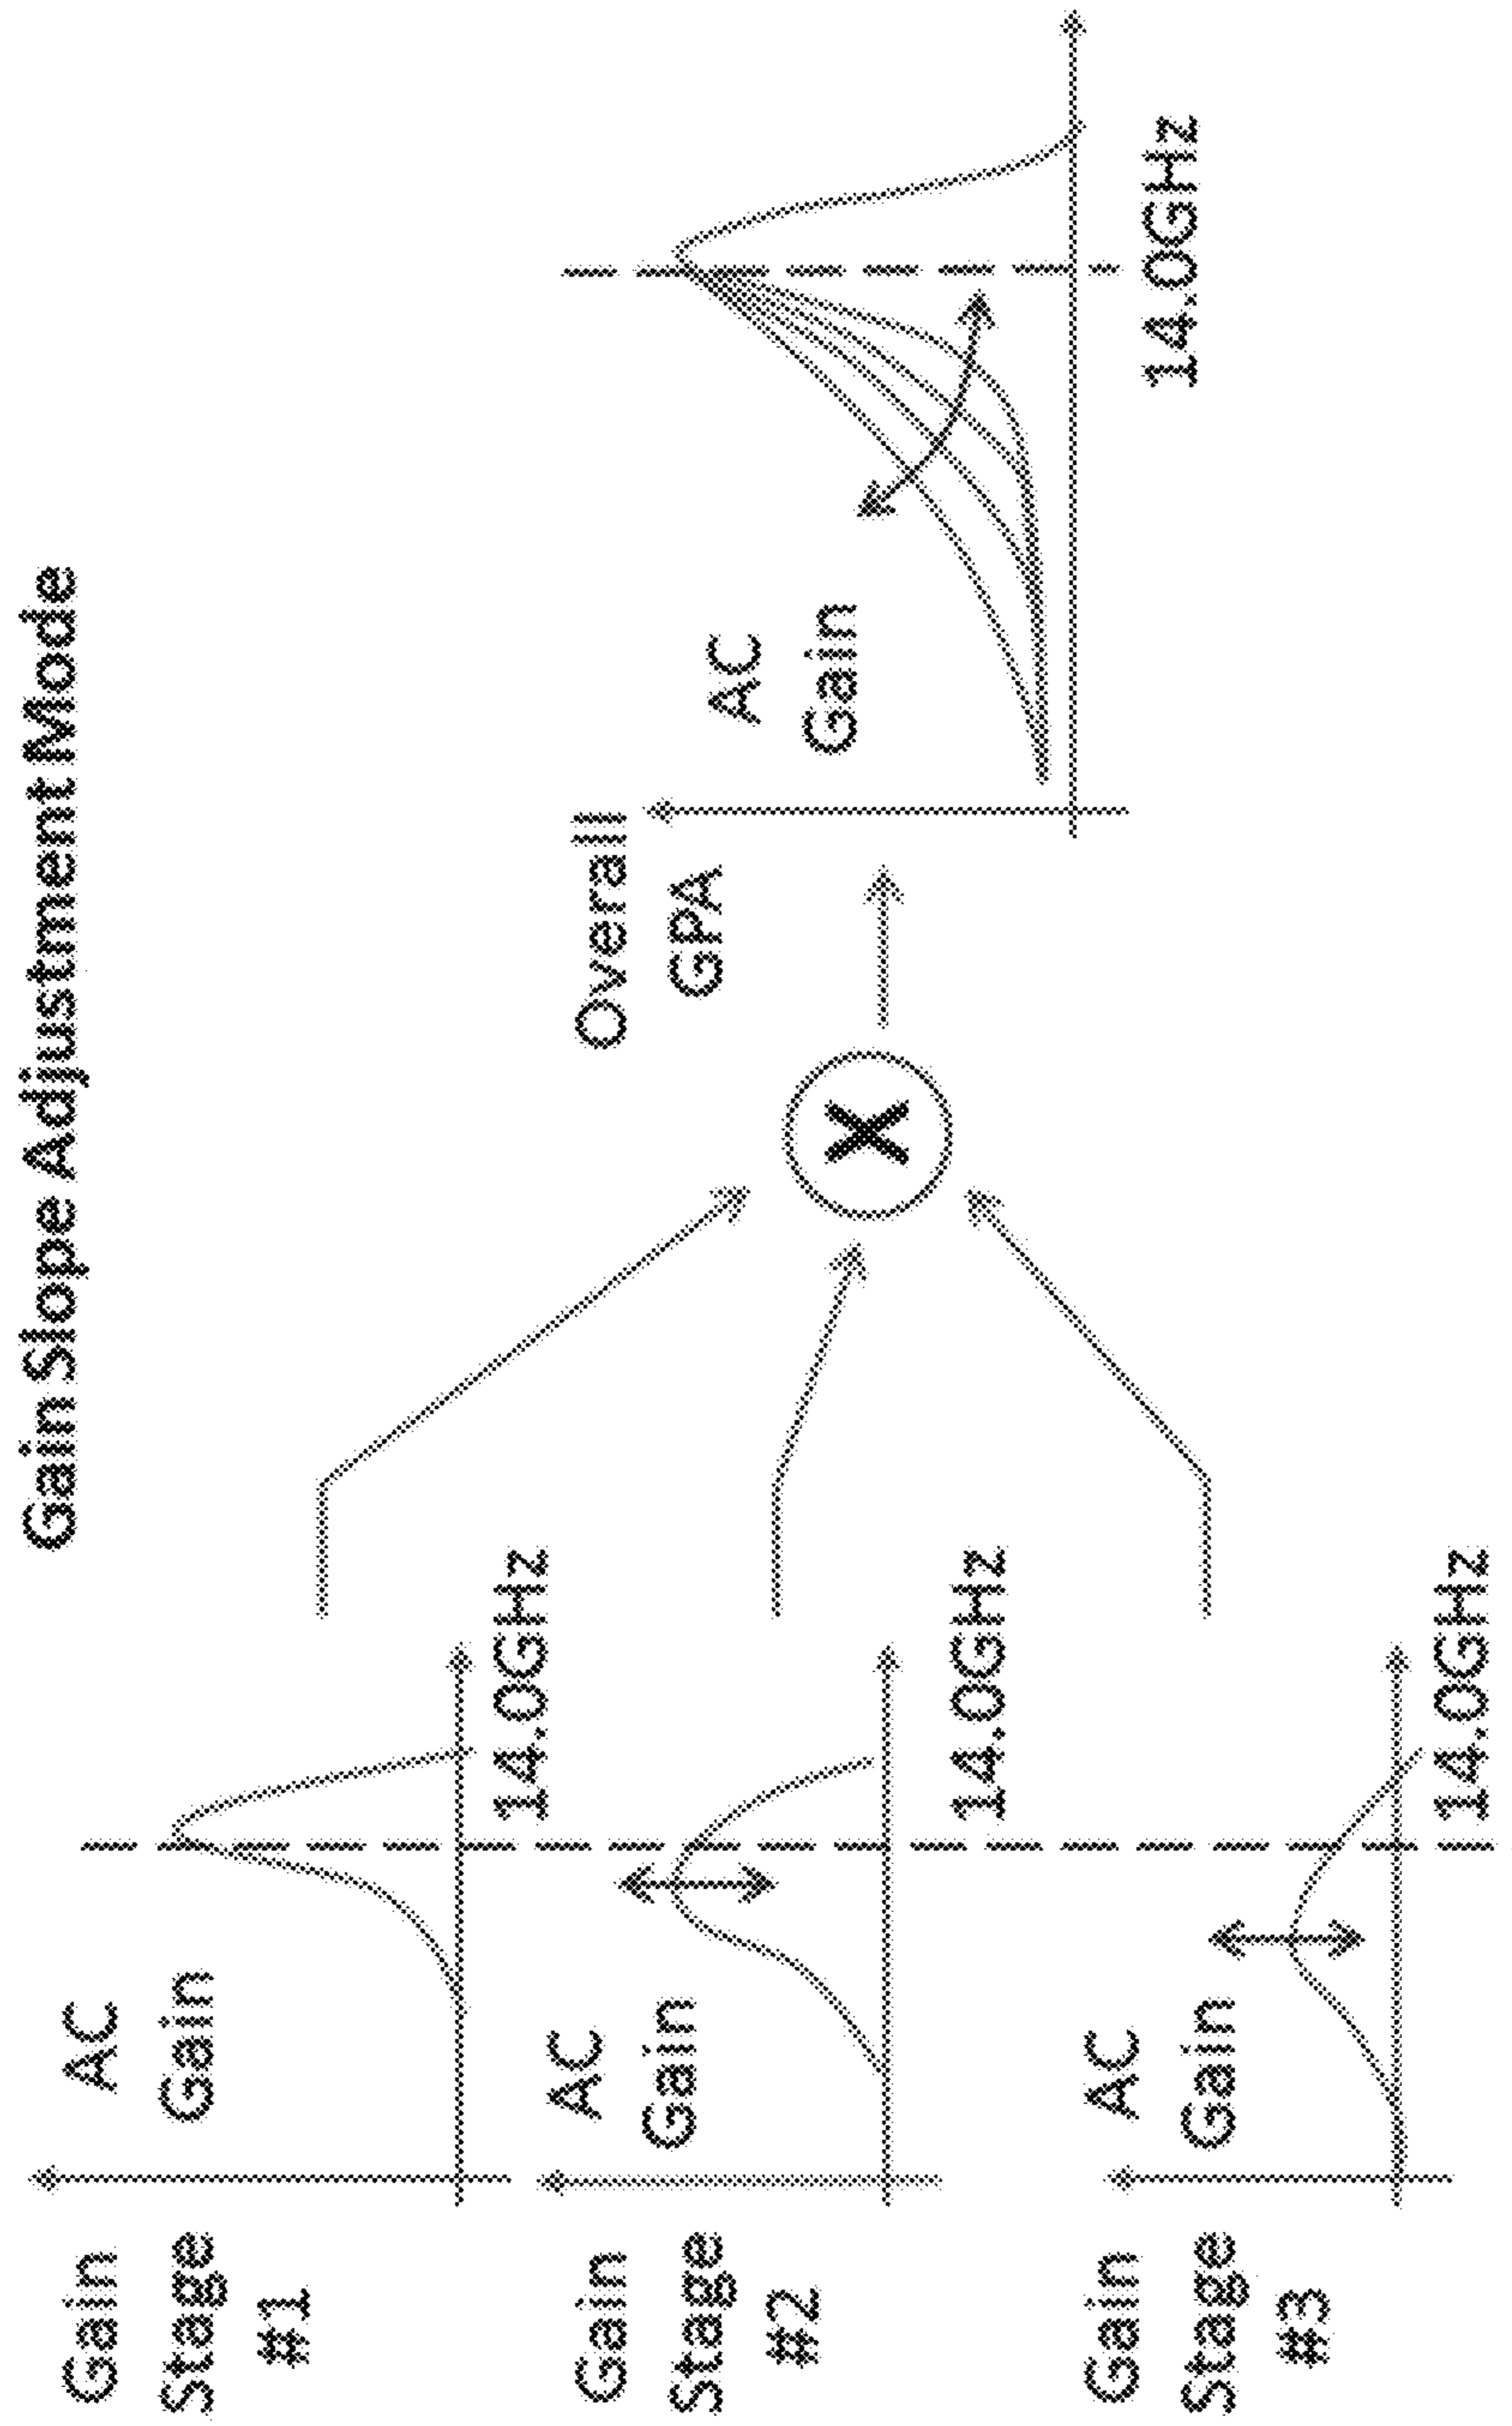 Gain Slope Adjustment Mode
Gain
Stage
#1
AC
Gain
14.0GHz
Gain
Stage
#2
AC
Gain
14.0GHz
Gain
Stage
#3
AC
Gain
14.0GHz
X
Overall
GPA
AC
Gain
14.0GHz